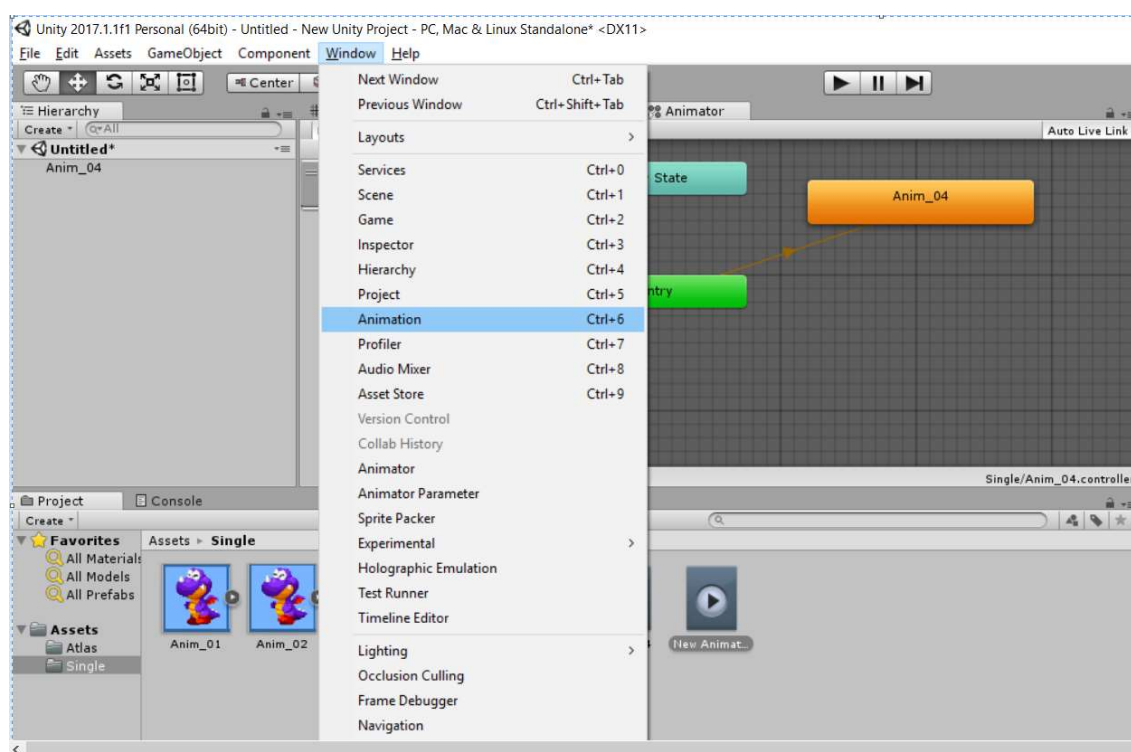 Unity 2017.1.1f1 Personal (64bit) - Untitled - New Unity Project - PC, Mac & Linux Standalone* <DX11>
File Edit Assets GameObject Component Window Help
Center
Hierarchy
Create All
Untitled*
Anim_04
Next Window Ctrl+Tab
Previous Window Ctrl+Shift+Tab
Layouts
Services Ctrl+0
Scene Ctrl+1
Game Ctrl+2
Inspector Ctrl+3
Hierarchy Ctrl+4
Project Ctrl+5
Animation Ctrl+6
Profiler Ctrl+7
Audio Mixer Ctrl+8
Asset Store Ctrl+9
Version Control
Collab History
Animator
Animator Parameter
Sprite Packer
Experimental
Holographic Emulation
Test Runner
Timeline Editor
Lighting
Occlusion Culling
Frame Debugger
Navigation
Animator
Auto Live Link
State
Anim_04
ntry
Single/Anim_04.controlle
Project Console
Create
Favorites
All Materials
All Models
All Prefabs
Assets
Atlas
Single
Assets Single
Anim_01 Anim_02
New Animat...